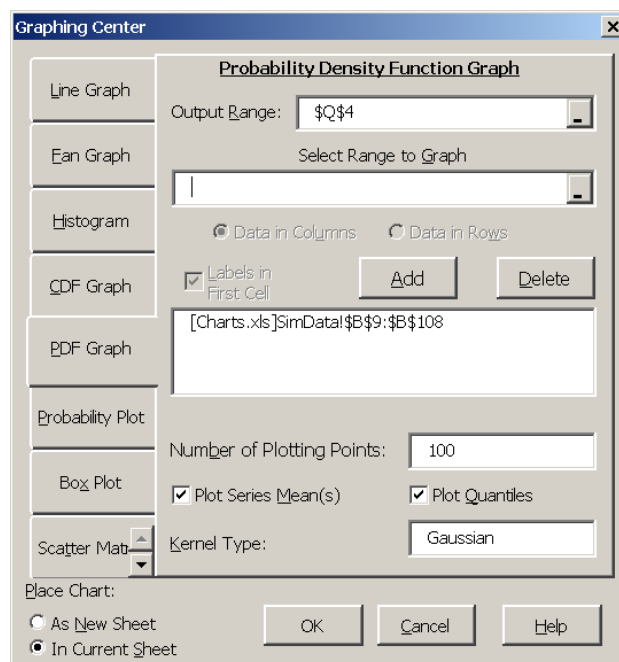 Graphing Center
Line Graph
Fan Graph
Histogram
CDF Graph
PDF Graph
Probability Plot
Box Plot
Scatter Matr
Probability Density Function Graph
Output Range: $Q$4
Select Range to Graph
Data in Columns Data in Rows
Labels in
First Cell
Add Delete
[Charts.xls]SimData!$B$9:$B$108
Number of Plotting Points: 100
Plot Series Mean(s) Plot Quantiles
Kernel Type: Gaussian
Place Chart:
As New Sheet
In Current Sheet
OK Cancel Help